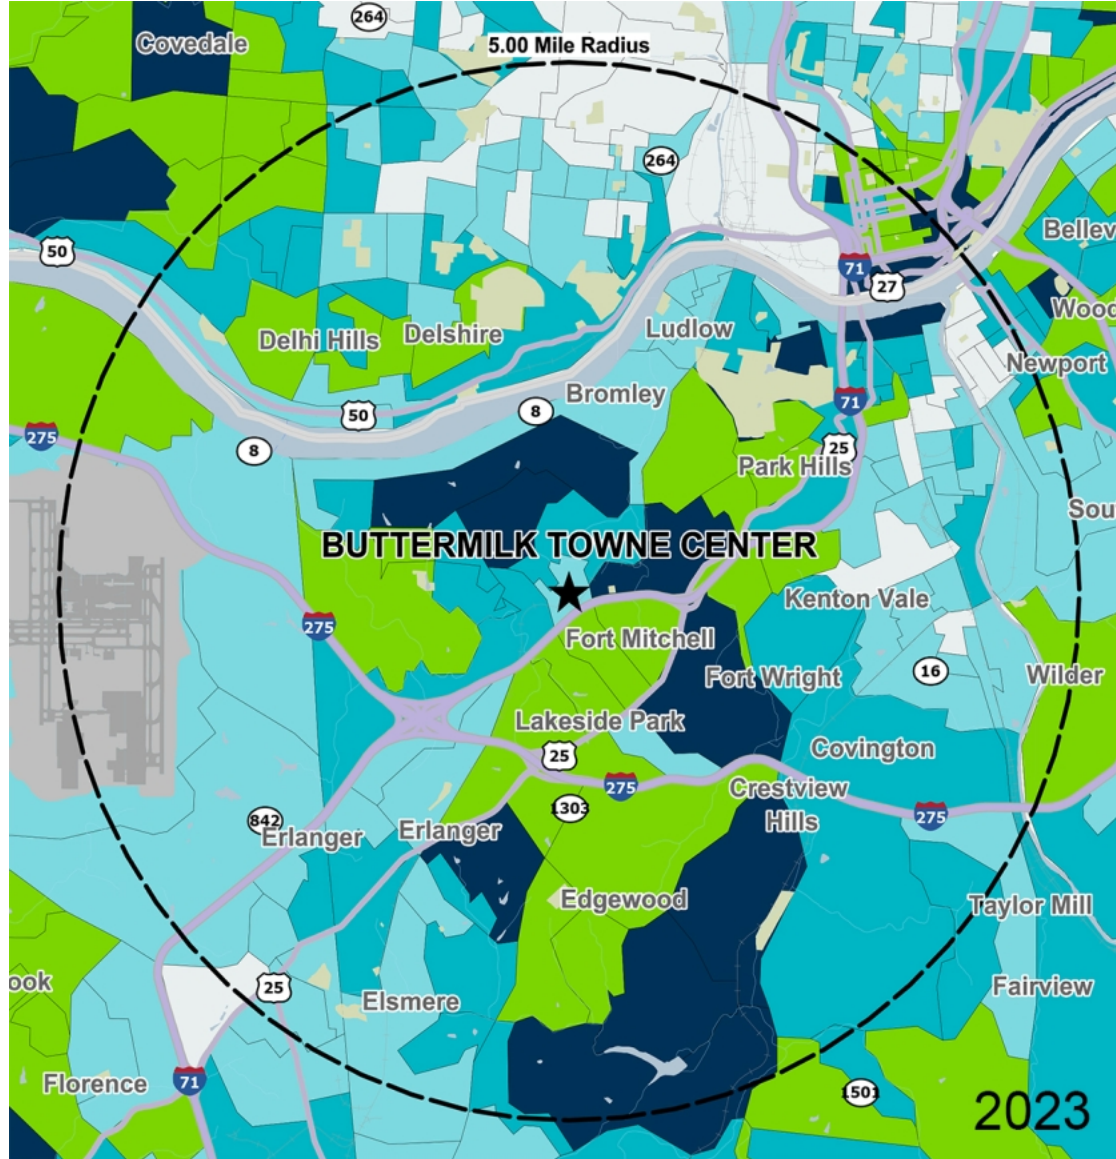 264
Covedale
5.00 Mile Radius
264
50
Bellev
71
27
Wood
Delhi Hills
Delshire
Ludlow
Newport
Bromley
8
71
50
275
8
25
Park Hills
Sou
BUTTERMILK TOWNE CENTER
Kenton Vale
275
Fort Mitchell
16
Wilder
Fort Wright
Lakeside Park
Covington
25
275
Crestview
Hills
1303
275
842
Erlanger
Erlanger
Edgewood
Taylor Mill
ook
25
Elsmere
Fairview
Florence
71
1501
2023